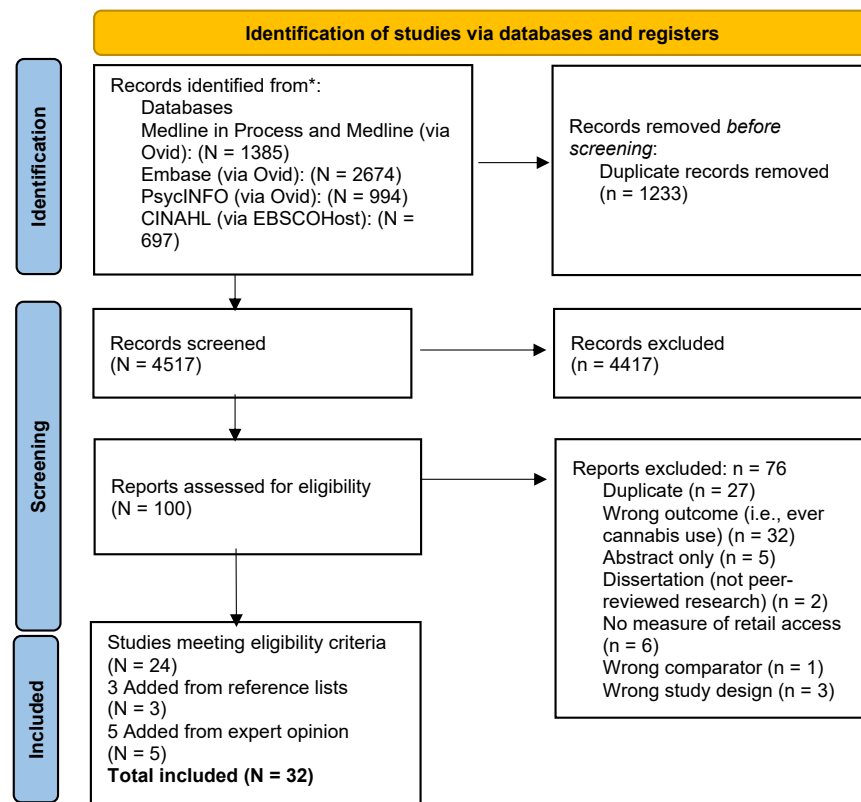 Identification of studies via databases and registers
Identification
Records identified from*:
Databases
Medline in Process and Medline (via
Ovid): (N = 1385)
Embase (via Ovid): (N = 2674)
PsycINFO (via Ovid): (N = 994)
CINAHL (via EBSCOHost): (N =
697)
Records removed before
screening:
Duplicate records removed
(n = 1233)
Screening
Records screened
(N = 4517)
Records excluded
(n = 4417)
Reports assessed for eligibility
(N = 100)
Reports excluded: n = 76
Duplicate (n = 27)
Wrong outcome (i.e., ever
cannabis use) (n = 32)
Abstract only (n = 5)
Dissertation (not peer-
reviewed research) (n = 2)
No measure of retail access
(n = 6)
Wrong comparator (n = 1)
Wrong study design (n = 3)
Included
Studies meeting eligibility criteria
(N = 24)
3 Added from reference lists
(N = 3)
5 Added from expert opinion
(N = 5)
Total included (N = 32)